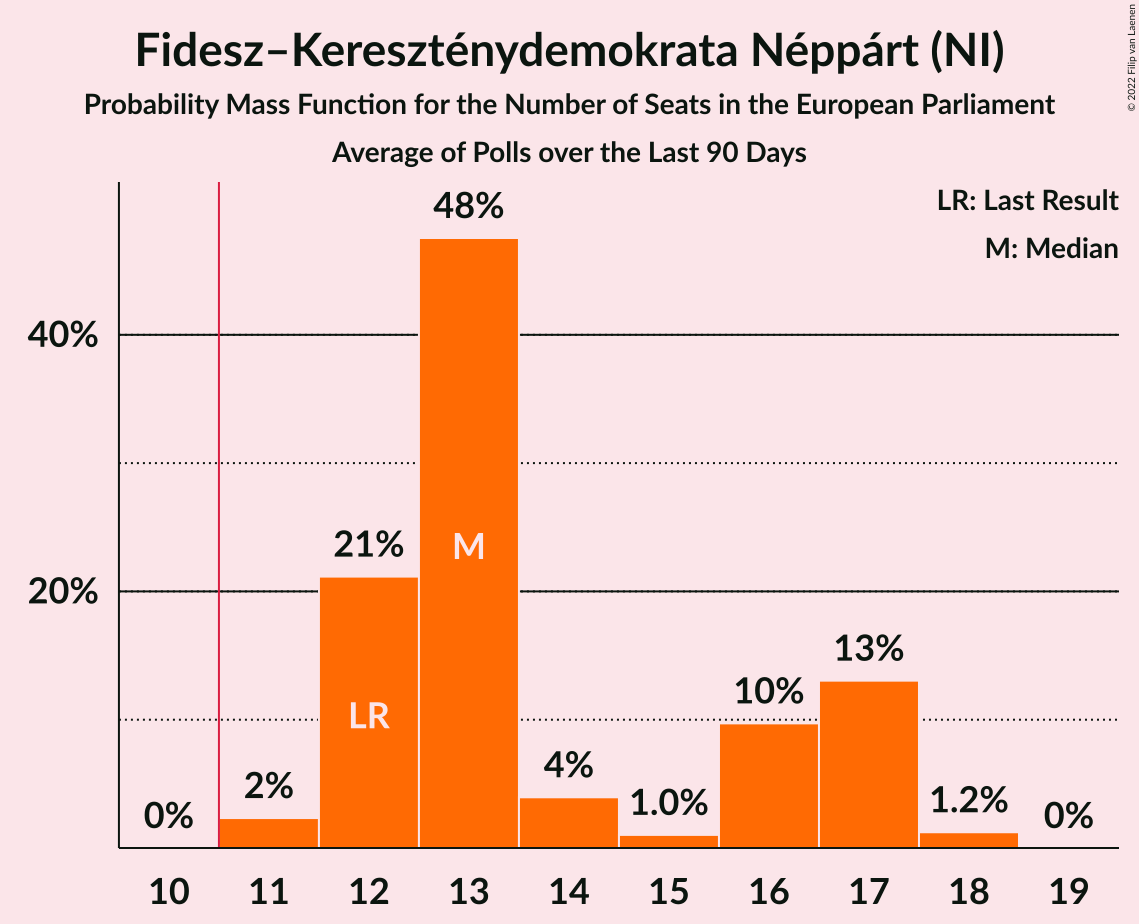 Fidesz–Kereszténydemokrata Néppárt (NI)
Probability Mass Function for the Number of Seats in the European Parliament
Average of Polls over the Last 90 Days
© 2022 Filip van Laenen
LR: Last Result
M: Median
40%
20%
0%
2%
21%
48%
4%
1.0%
10%
13%
1.2%
0%
LR
M
10 11 12 13 14 15 16 17 18 19